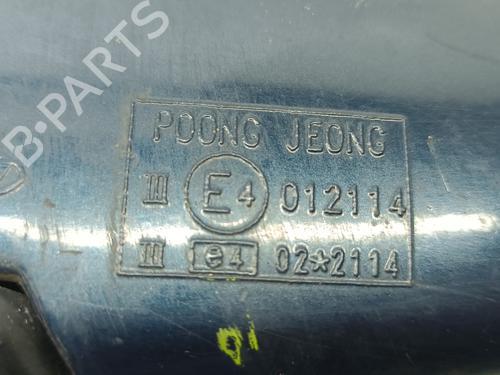 B-PARTS
POONG JEONG
III E4 012114
III e4 02*2114